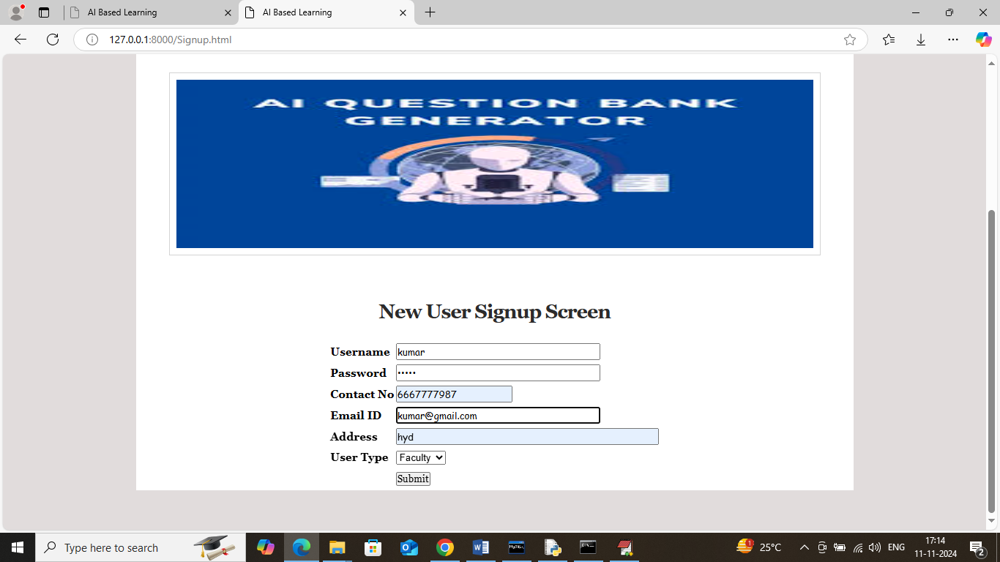 AI Based Learning
AI Based Learning
127.0.0.1:8000/Signup.html
AI QUESTION BANK
GENERATOR
New User Signup Screen
Username kumar
Password •••••
Contact No 6667777987
Email ID kumar@gmail.com
Address hyd
User Type Faculty
Submit
Type here to search
1
25°C
ENG
17:14
11-11-2024
2